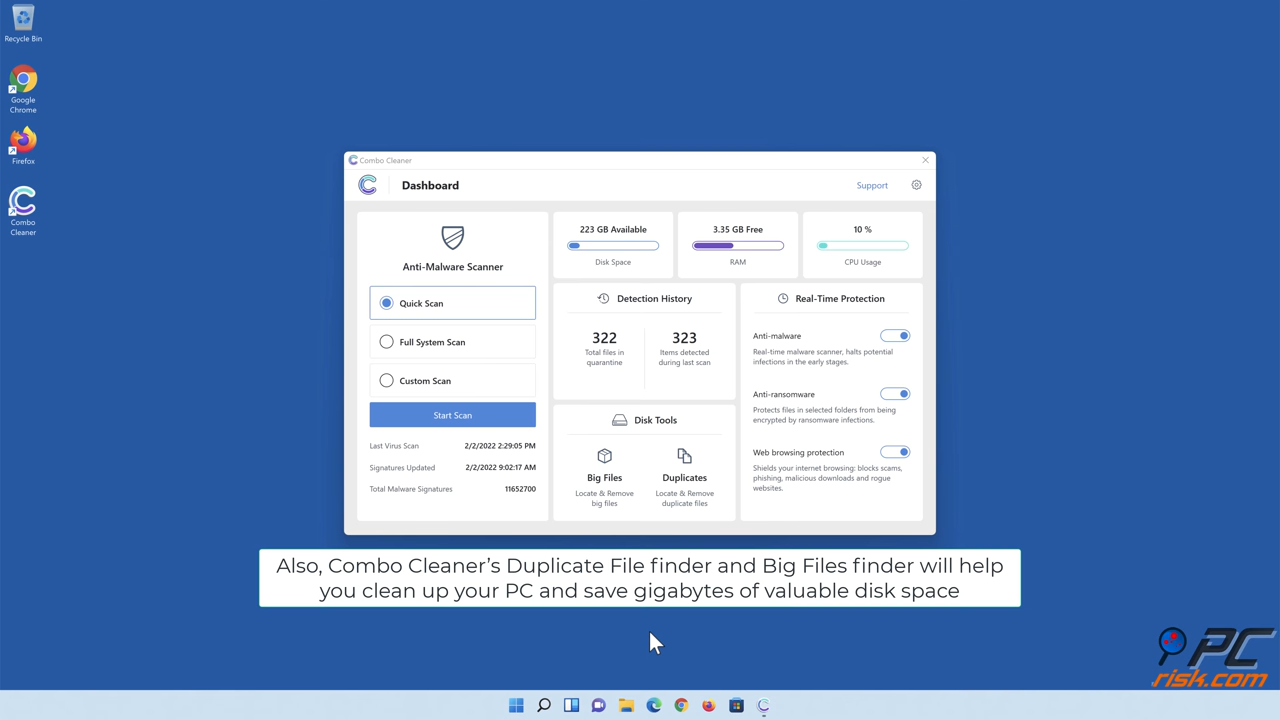 Recycle Bin
Google
Chrome
Firefox
Combo
Cleaner
Combo Cleaner
Dashboard
Support
Anti-Malware Scanner
Quick Scan
Full System Scan
Custom Scan
Start Scan
Last Virus Scan 2/2/2022 2:29:05 PM
Signatures Updated 2/2/2022 9:02:17 AM
Total Malware Signatures 11652700
223 GB Available
Disk Space
3.35 GB Free
RAM
10 %
CPU Usage
Detection History
322
Total files in
quarantine
323
Items detected
during last scan
Disk Tools
Big Files
Locate & Remove
big files
Duplicates
Locate & Remove
duplicate files
Real-Time Protection
Anti-malware
Real-time malware scanner, halts potential
infections in the early stages.
Anti-ransomware
Protects files in selected folders from being
encrypted by ransomware infections.
Web browsing protection
Shields your internet browsing: blocks scams,
phishing, malicious downloads and rogue
websites.
Also, Combo Cleaner’s Duplicate File finder and Big Files finder will help
you clean up your PC and save gigabytes of valuable disk space
PC
risk.com